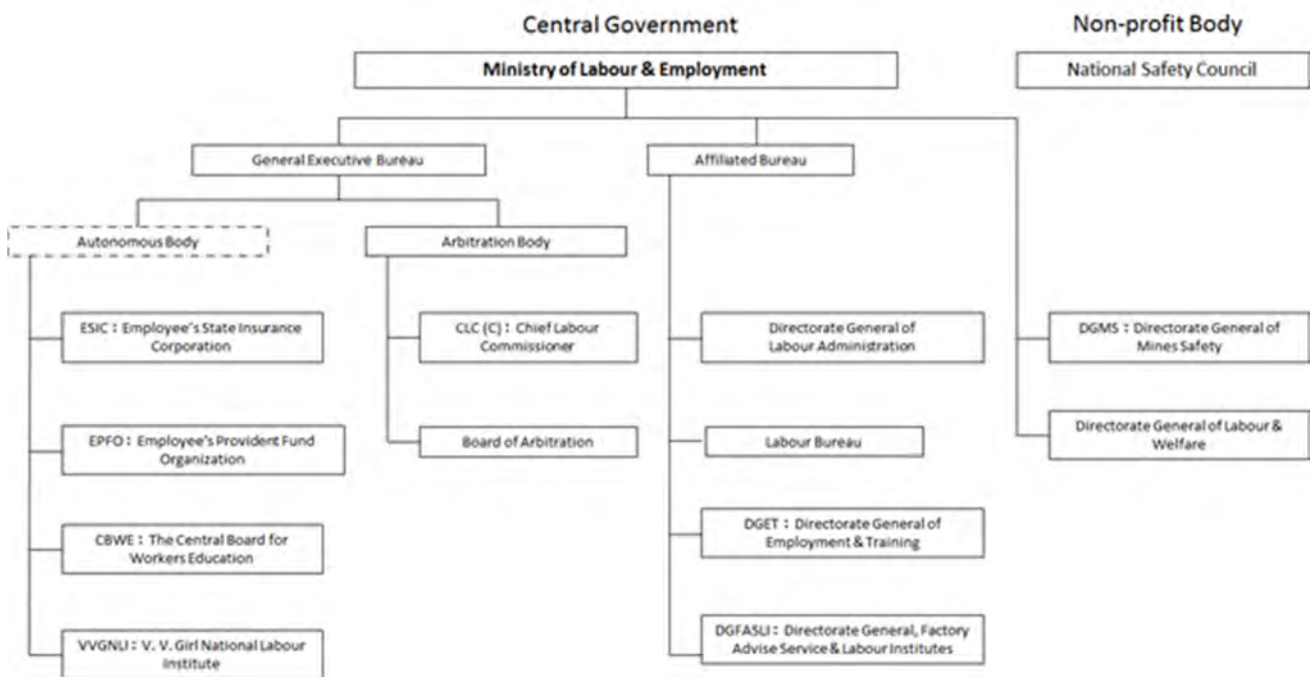 Central Government
Non-profit Body
Ministry of Labour & Employment
National Safety Council
General Executive Bureau
Affiliated Bureau
Autonomous Body
Arbitration Body
ESIC：Employee's State Insurance
Corporation
CLC (C)：Chief Labour
Commissioner
Directorate General of
Labour Administration
DGMS：Directorate General of
Mines Safety
EPFO：Employee's Provident Fund
Organization
Board of Arbitration
Labour Bureau
Directorate General of Labour &
Welfare
CBWE：The Central Board for
Workers Education
DGET：Directorate General of
Employment & Training
VVGNLI：V. V. Girl National Labour
Institute
DGFASLI：Directorate General, Factory
Advise Service & Labour Institutes